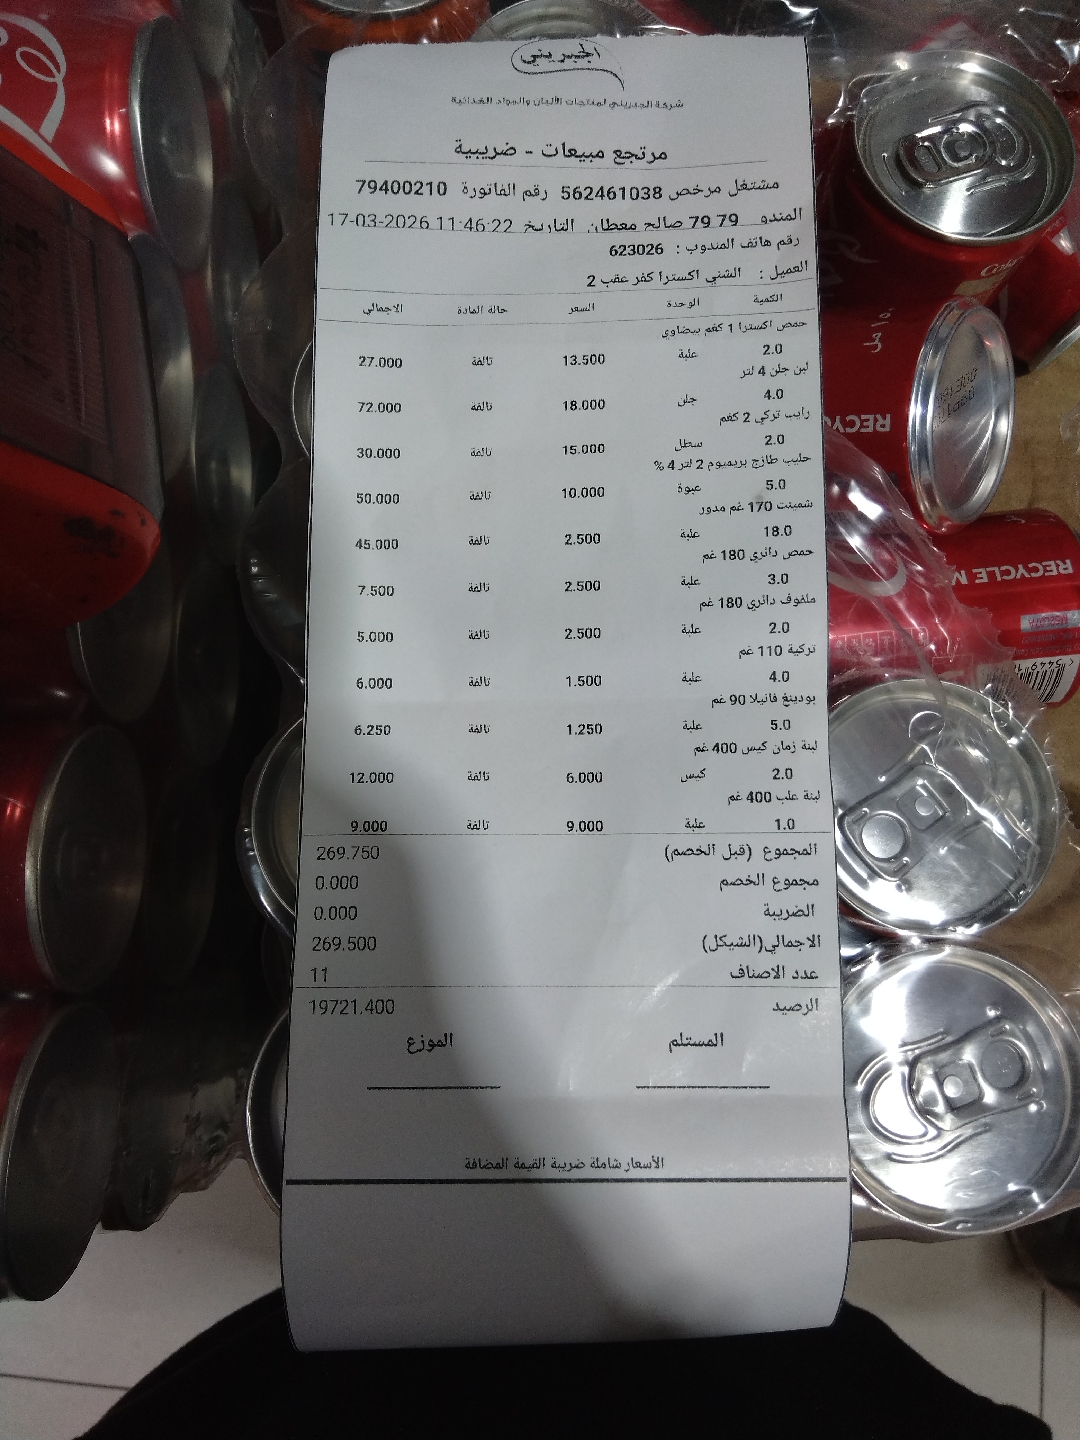 الجبريني
شركة الجبريني لمنتجات الألبان والمواد الغذائية
مرتجع مبيعات - ضريبية
مشتغل مرخص 562461038 رقم الفاتورة 79400210
المندو 79 79 صالح معطان التاريخ 17-03-2026 11:46:22
رقم هاتف المندوب : 623026
العميل : الشني اكسترا كفر عقب 2
الكمية الوحدة السعر حالة المادة الاجمالي
حمص اكسترا 1 كغم بيضاوي
2.0 علبة 13.500 تالفة 27.000
لبن جلن 4 لتر
4.0 جلن 18.000 تالفة 72.000
رايب تركي 2 كغم
2.0 سطل 15.000 تالفة 30.000
حليب طازج بريميوم 2 لتر 4 %
5.0 عبوة 10.000 تالفة 50.000
شمينت 170 غم مدور
18.0 علبة 2.500 تالفة 45.000
حمص دائري 180 غم
3.0 علبة 2.500 تالفة 7.500
ملفوف دائري 180 غم
2.0 علبة 2.500 تالفة 5.000
تركية 110 غم
4.0 علبة 1.500 تالفة 6.000
بودينغ فانيلا 90 غم
5.0 علبة 1.250 تالفة 6.250
لبنة زمان كيس 400 غم
2.0 كيس 6.000 تالفة 12.000
لبنة علب 400 غم
1.0 علبة 9.000 تالفة 9.000
المجموع (قبل الخصم) 269.750
مجموع الخصم 0.000
الضريبة 0.000
الاجمالي(الشيكل) 269.500
عدد الاصناف 11
الرصيد 19721.400
المستلم الموزع
الأسعار شاملة ضريبة القيمة المضافة
RECYCLE ME